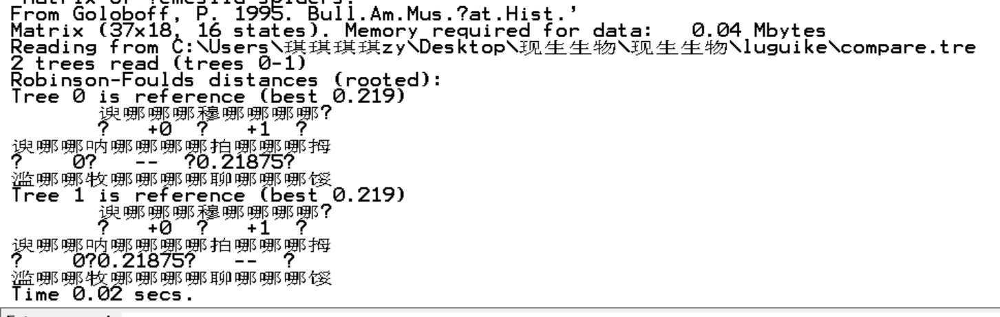 From Goloboff, P. 1995. Bull.Am.Mus.?at.Hist.’
Matrix (37x18, 16 states). Memory required for data: 0.04 Mbytes
Reading from C:\Users\琪琪琪琪zy\Desktop\现生生物\现生生物\luguike\compare.tre
2 trees read (trees 0-1)
Robinson-Foulds distances (rooted):
Tree 0 is reference (best 0.219)
谀哪哪哪穆哪哪哪哪?
? +0 ? +1 ?
谀哪哪呐哪哪哪哪拍哪哪哪拇
? 0? -- ?0.21875?
滥哪哪牧哪哪哪哪聊哪哪哪馁
Tree 1 is reference (best 0.219)
谀哪哪哪穆哪哪哪哪?
? +0 ? +1 ?
谀哪哪呐哪哪哪哪拍哪哪哪拇
? 0?0.21875? -- ?
滥哪哪牧哪哪哪哪聊哪哪哪馁
Time 0.02 secs.